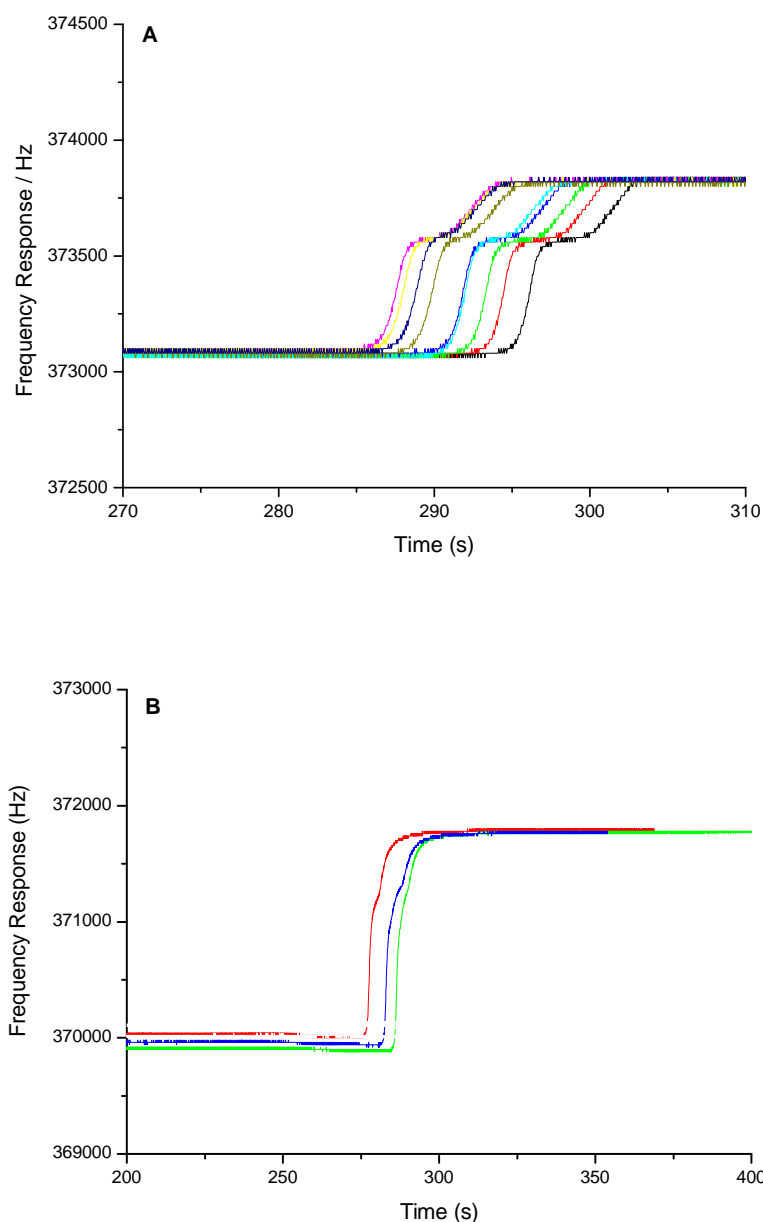 A
374500
374000
373500
373000
372500
Frequency Response / Hz
270 280 290 300 310
Time (s)
B
373000
372000
371000
370000
369000
Frequency Response (Hz)
200 250 300 350 400
Time (s)